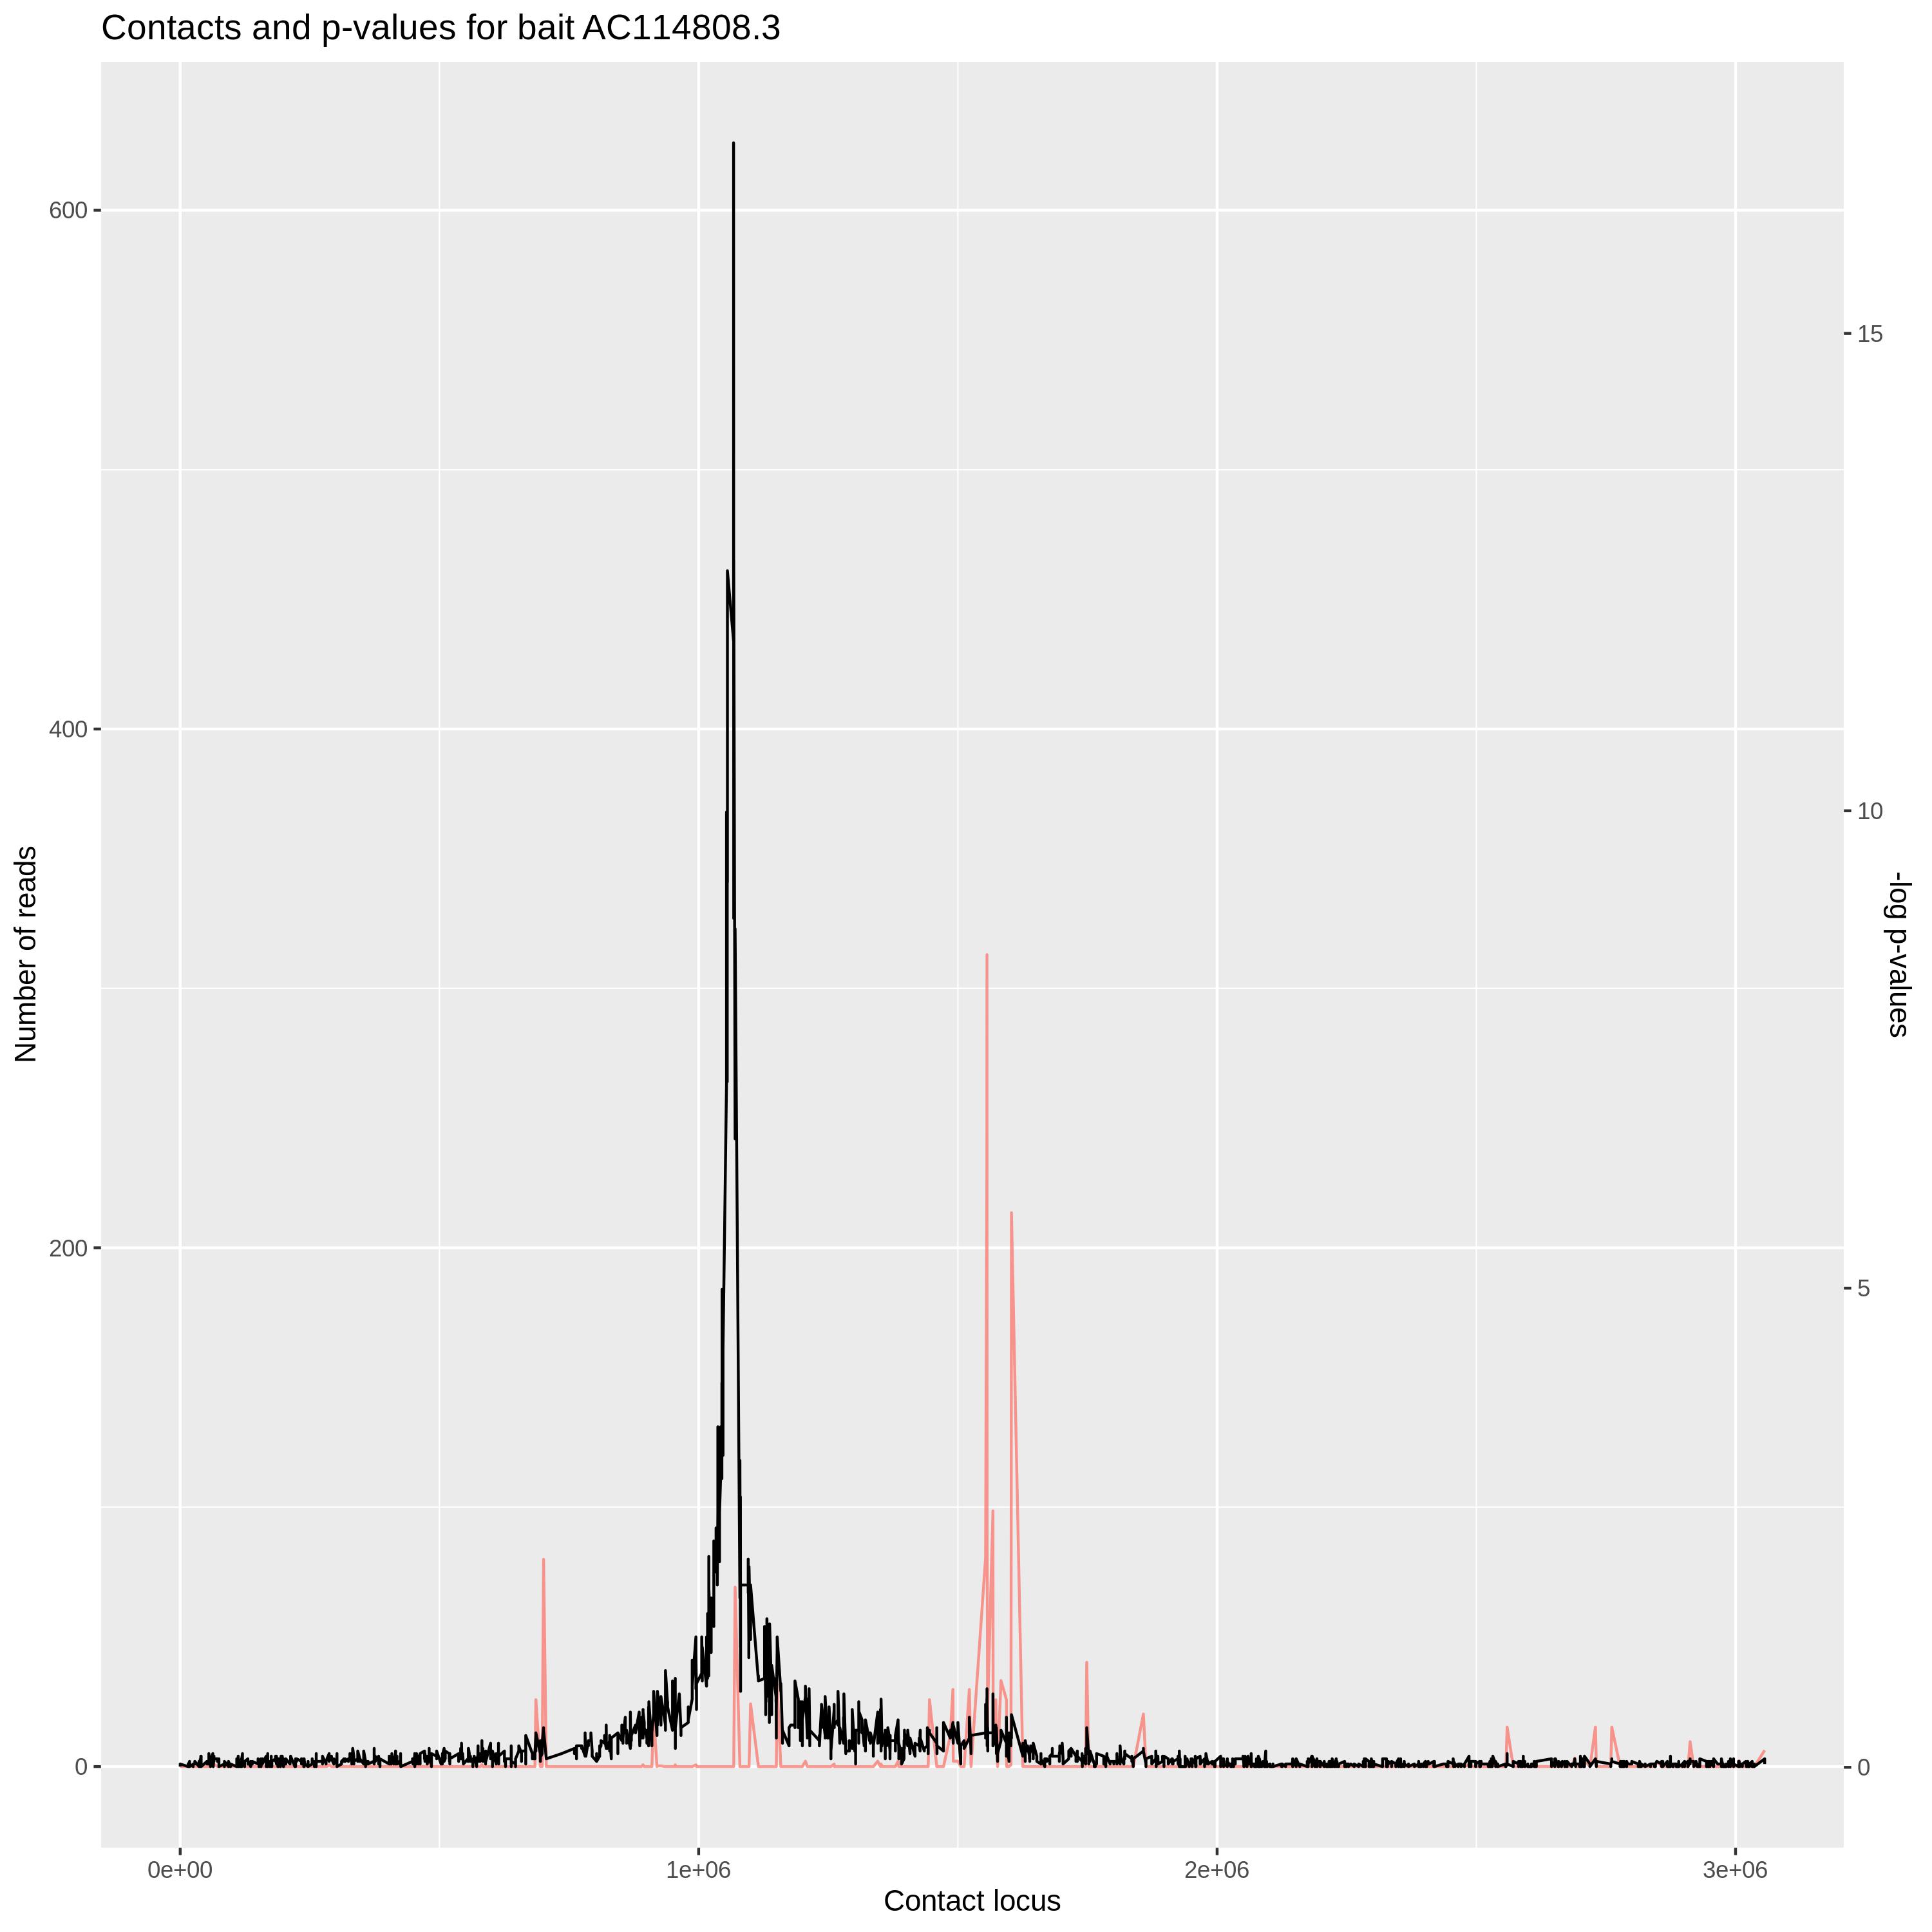 Contacts and p-values for bait AC114808.3
600
400
200
0
Number of reads
15
10
5
0
-log p-values
0e+00
1e+06
2e+06
3e+06
Contact locus